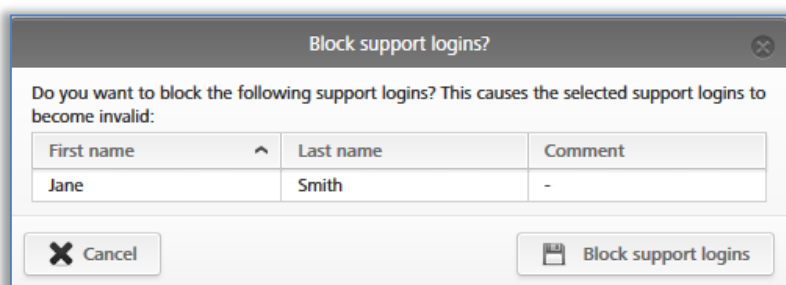 Block support logins?
Do you want to block the following support logins? This causes the selected support logins to
become invalid:
First name Last name Comment
Jane Smith -
Cancel Block support logins